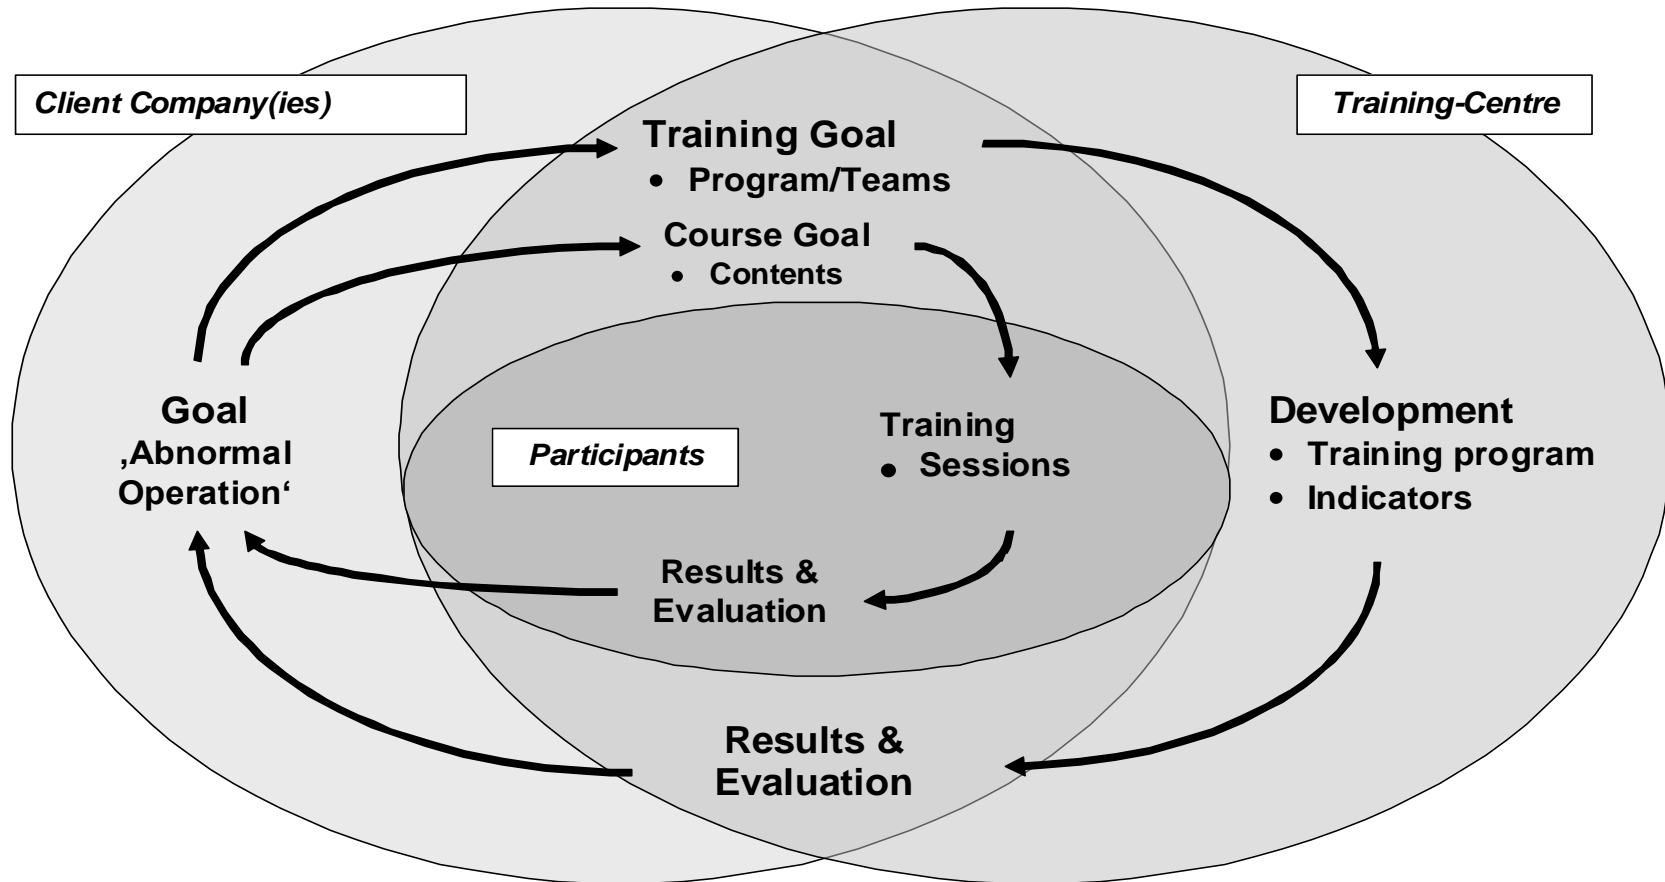 Client Company(ies)
Training-Centre
Training Goal
• Program/Teams
Course Goal
• Contents
Goal
‚Abnormal
Operation‘
Participants
Training
• Sessions
Development
• Training program
• Indicators
Results &
Evaluation
Results &
Evaluation